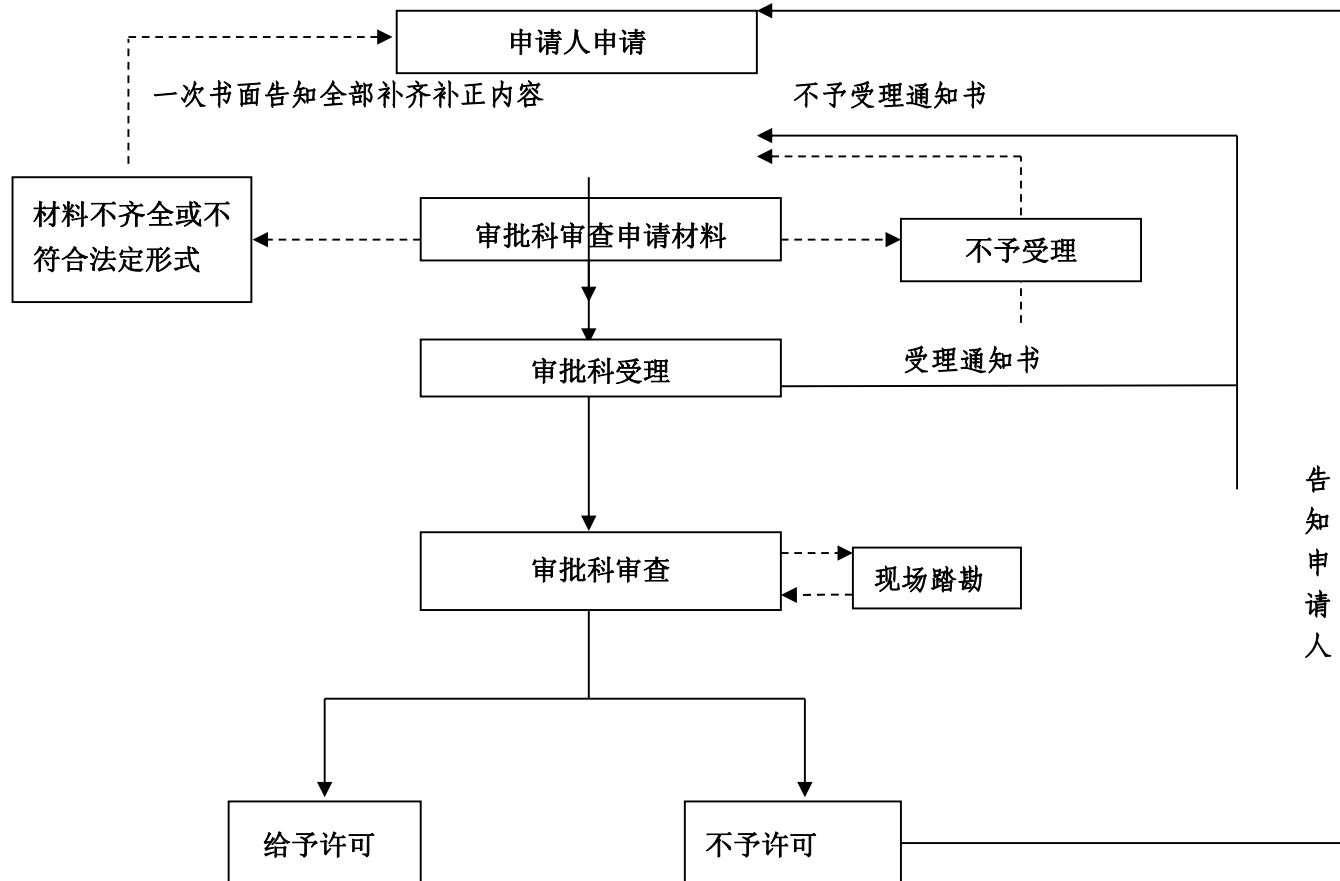 申请人申请
一次书面告知全部补齐补正内容
不予受理通知书
材料不齐全或不
符合法定形式
审批科审查申请材料
不予受理
审批科受理
受理通知书
审批科审查
现场踏勘
告
知
申
请
人
给予许可
不予许可